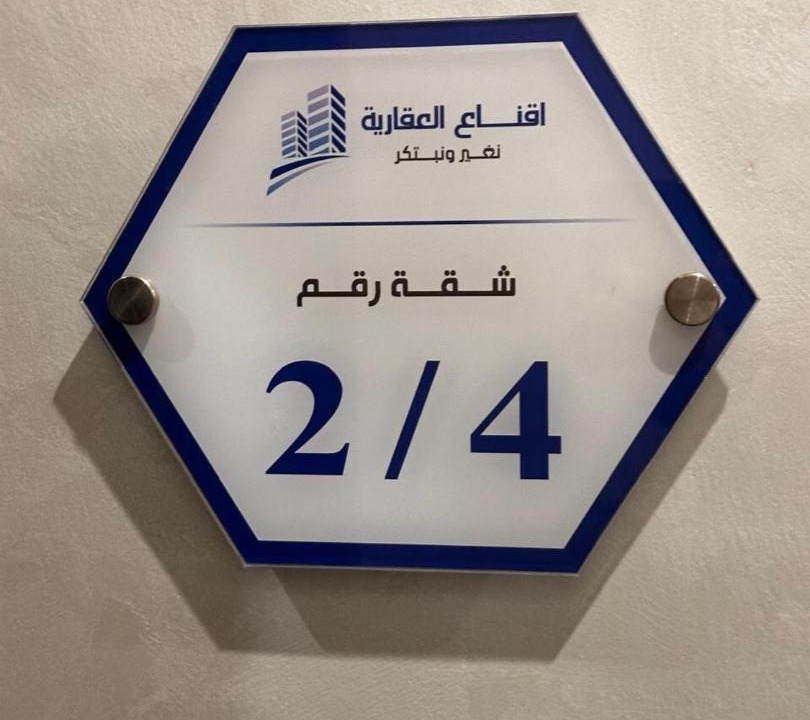 اقناع العقارية
نغير ونبتكر
شقة رقم
2/4